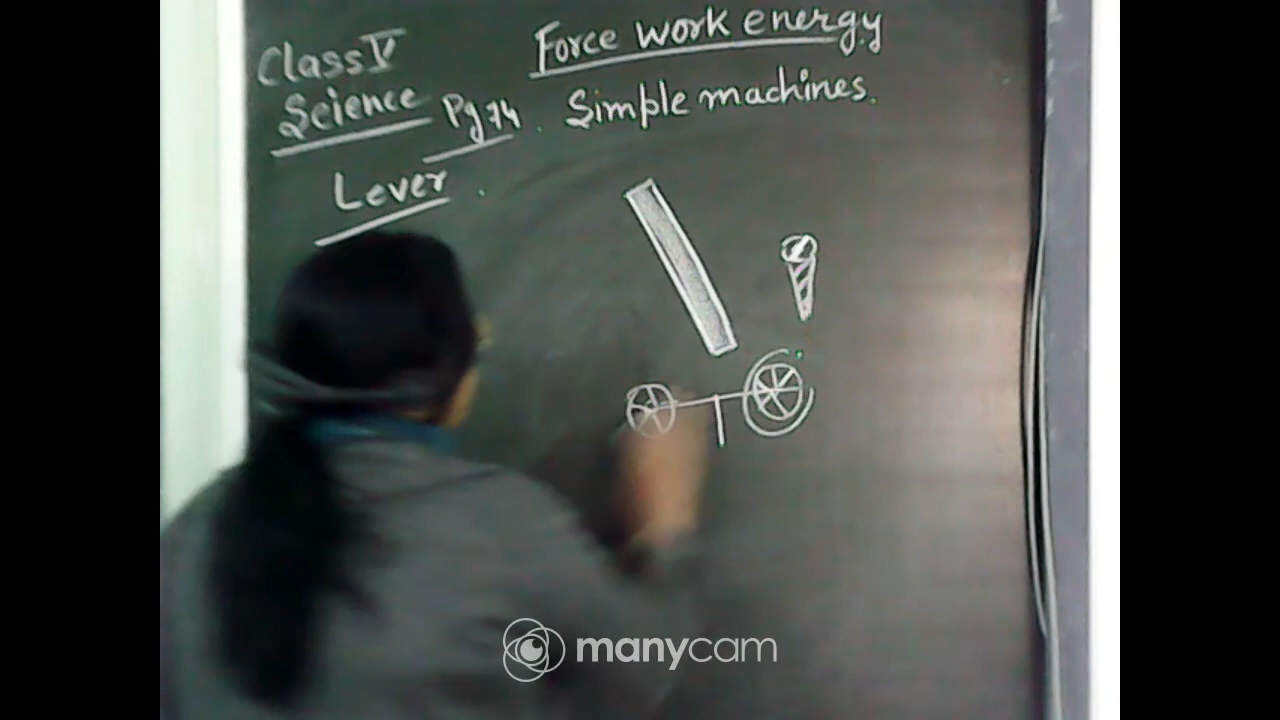 Force work energy
Class V
Science Pg 74. Simple machines.
Lever.
manycam